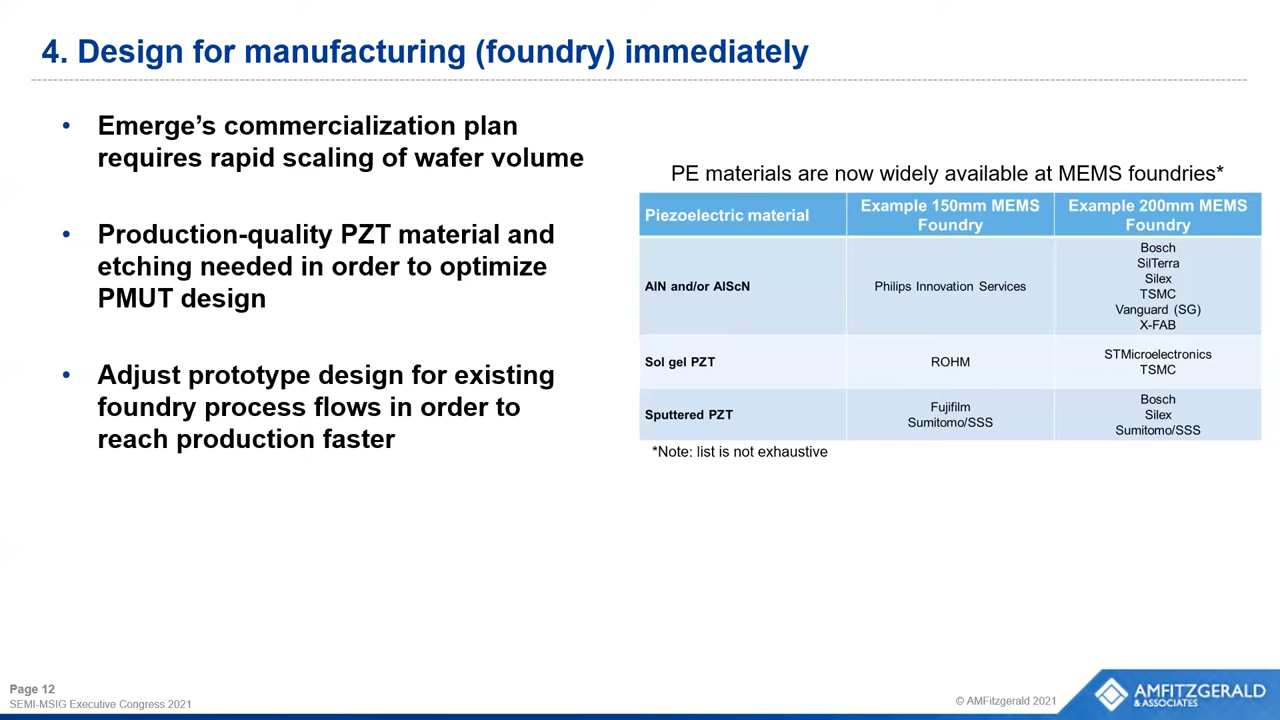 4. Design for manufacturing (foundry) immediately
• Emerge’s commercialization plan
requires rapid scaling of wafer volume
• Production-quality PZT material and
etching needed in order to optimize
PMUT design
• Adjust prototype design for existing
foundry process flows in order to
reach production faster
PE materials are now widely available at MEMS foundries*
Piezoelectric material
Example 150mm MEMS
Foundry
Example 200mm MEMS
Foundry
AlN and/or AlScN
Philips Innovation Services
Bosch
SilTerra
Silex
TSMC
Vanguard (SG)
X-FAB
Sol gel PZT
ROHM
STMicroelectronics
TSMC
Sputtered PZT
Fujifilm
Sumitomo/SSS
Bosch
Silex
Sumitomo/SSS
*Note: list is not exhaustive
Page 12
SEMI-MSIG Executive Congress 2021
© AMFitzgerald 2021
AMFITZGERALD
& ASSOCIATES